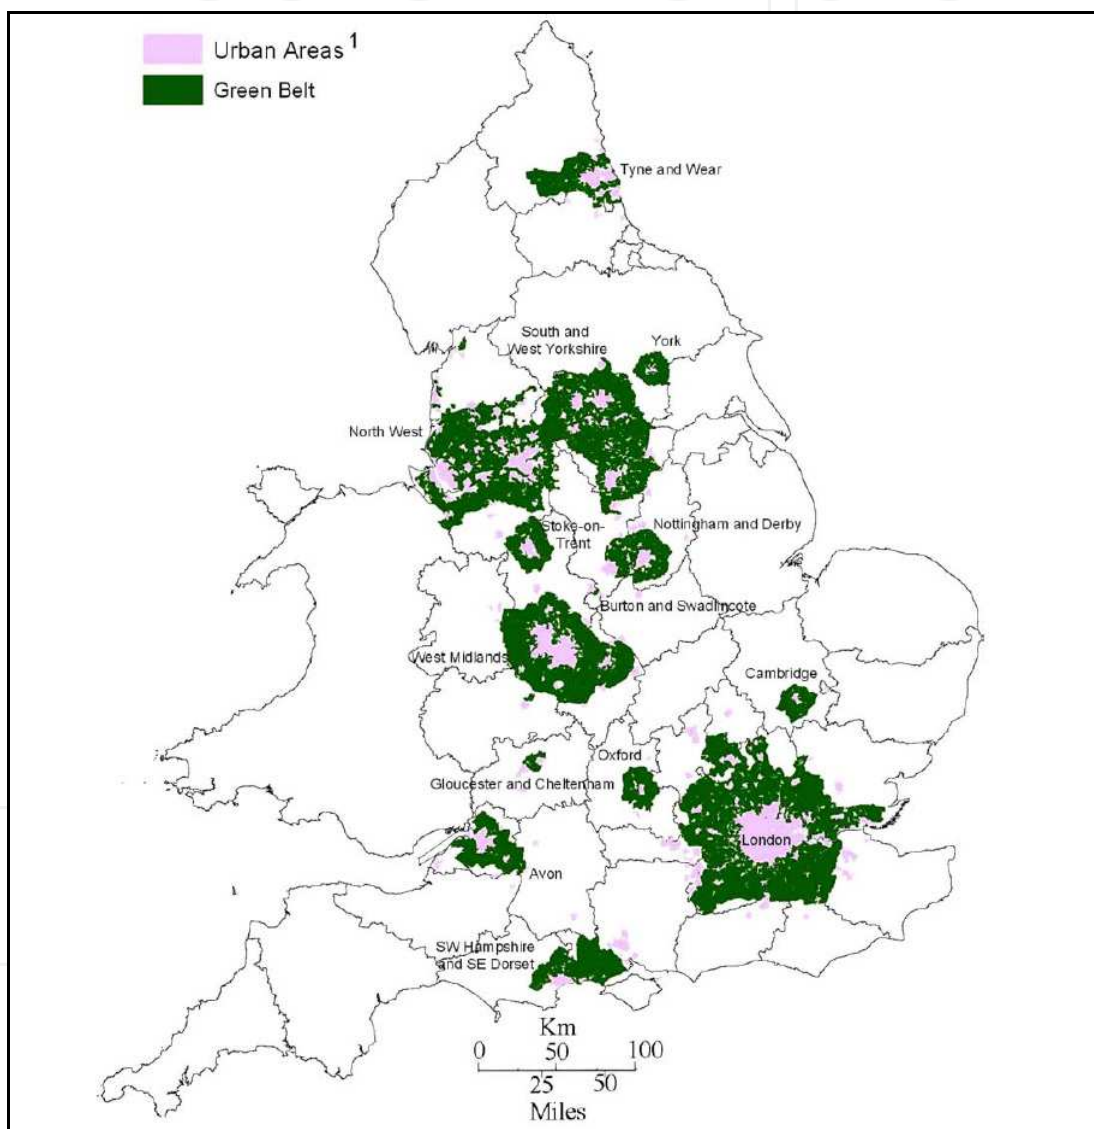 Urban Areas 1
Green Belt
Tyne and Wear
South and
West Yorkshire
York
North West
Stoke-on-
Trent
Nottingham and Derby
Burton and Swadlincote
West Midlands
Cambridge
Oxford
Gloucester and Cheltenham
London
Avon
SW Hampshire
and SE Dorset
Km
0 50 100
25 50
Miles